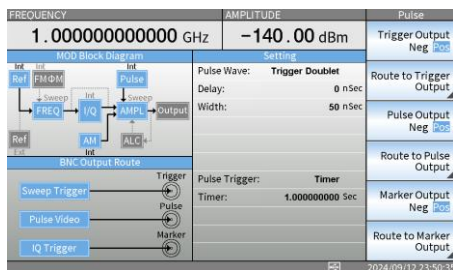 FREQUENCY
AMPLITUDE
Pulse
1.000000000000 GHz
-140.00 dBm
MOD Block Diagram
Int
Int
Int
Ref
FMΦM
Pulse
Sweep
Int
Sweep
FREQ
I/Q
AMPL
Output
Ref
AM
ALC
Ext
Int
BNC Output Route
Trigger
Sweep Trigger
Pulse
Pulse Video
Marker
IQ Trigger
Setting
Pulse Wave: Trigger Doublet
Delay: 0 nSec
Width: 50 nSec
Pulse Trigger: Timer
Timer: 1.000000000 Sec
Trigger Output
Neg Pos
Route to Trigger
Output
Pulse Output
Neg Pos
Route to Pulse
Output
Marker Output
Neg Pos
Route to Marker
Output
2024/09/12 23:50:35